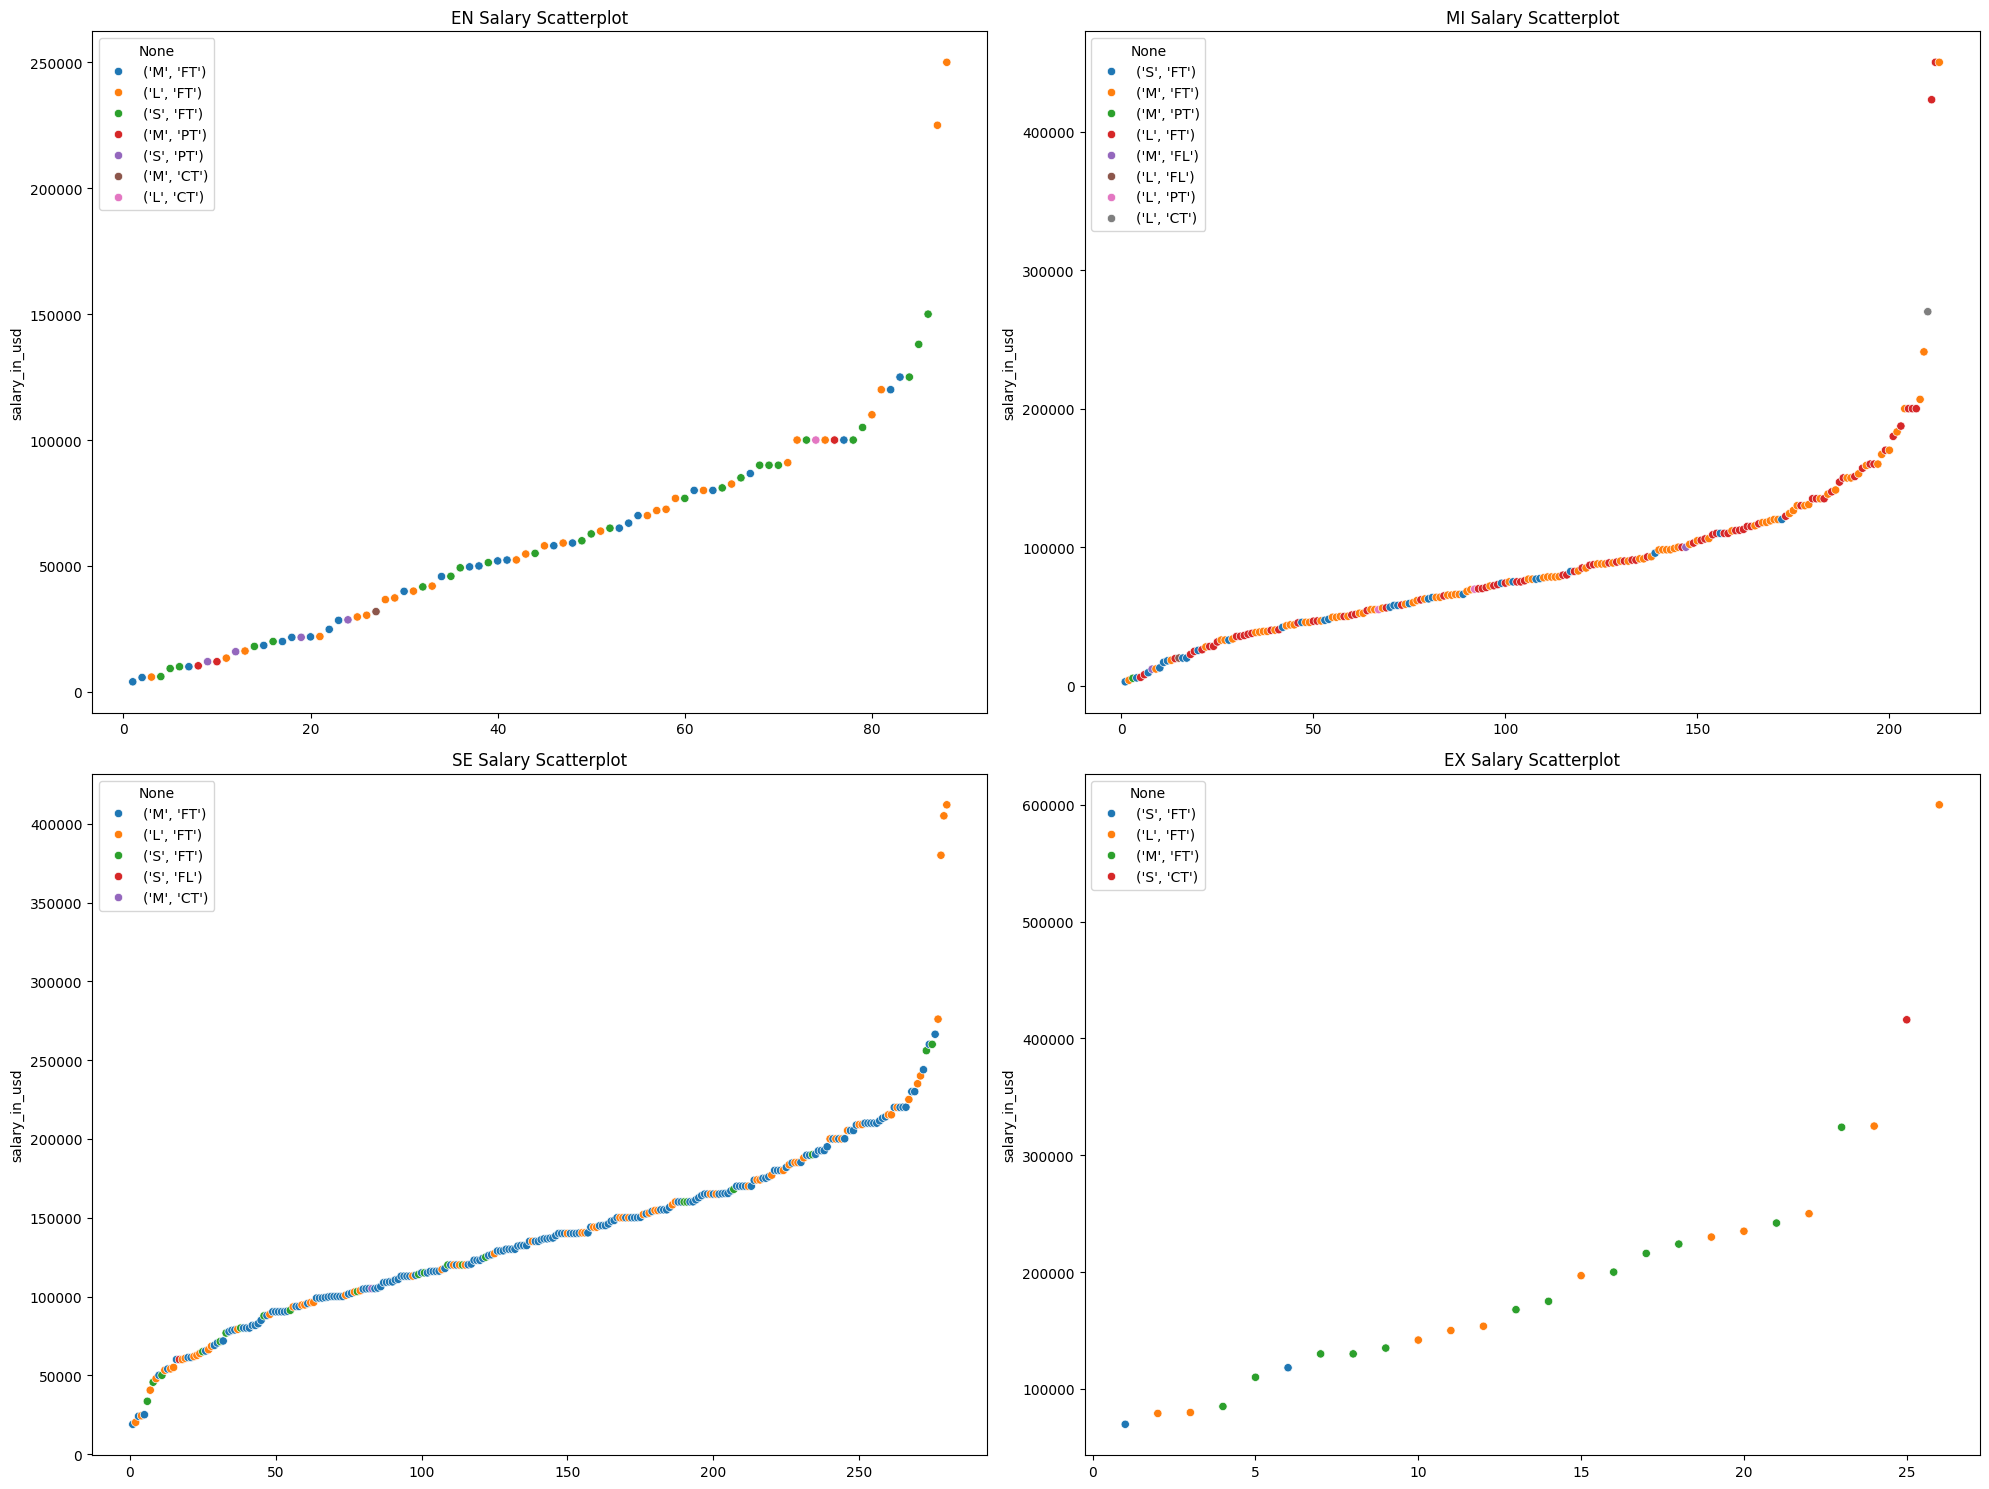 EN Salary Scatterplot
None
('M', 'FT')
('L', 'FT')
('S', 'FT')
('M', 'PT')
('S', 'PT')
('M', 'CT')
('L', 'CT')
salary_in_usd
250000
200000
150000
100000
50000
0
0 20 40 60 80
MI Salary Scatterplot
None
('S', 'FT')
('M', 'FT')
('M', 'PT')
('L', 'FT')
('M', 'FL')
('L', 'FL')
('L', 'PT')
('L', 'CT')
salary_in_usd
400000
300000
200000
100000
0
0 50 100 150 200
SE Salary Scatterplot
None
('M', 'FT')
('L', 'FT')
('S', 'FT')
('S', 'FL')
('M', 'CT')
salary_in_usd
400000
350000
300000
250000
200000
150000
100000
50000
0
0 50 100 150 200 250
EX Salary Scatterplot
None
('S', 'FT')
('L', 'FT')
('M', 'FT')
('S', 'CT')
salary_in_usd
600000
500000
400000
300000
200000
100000
0 5 10 15 20 25